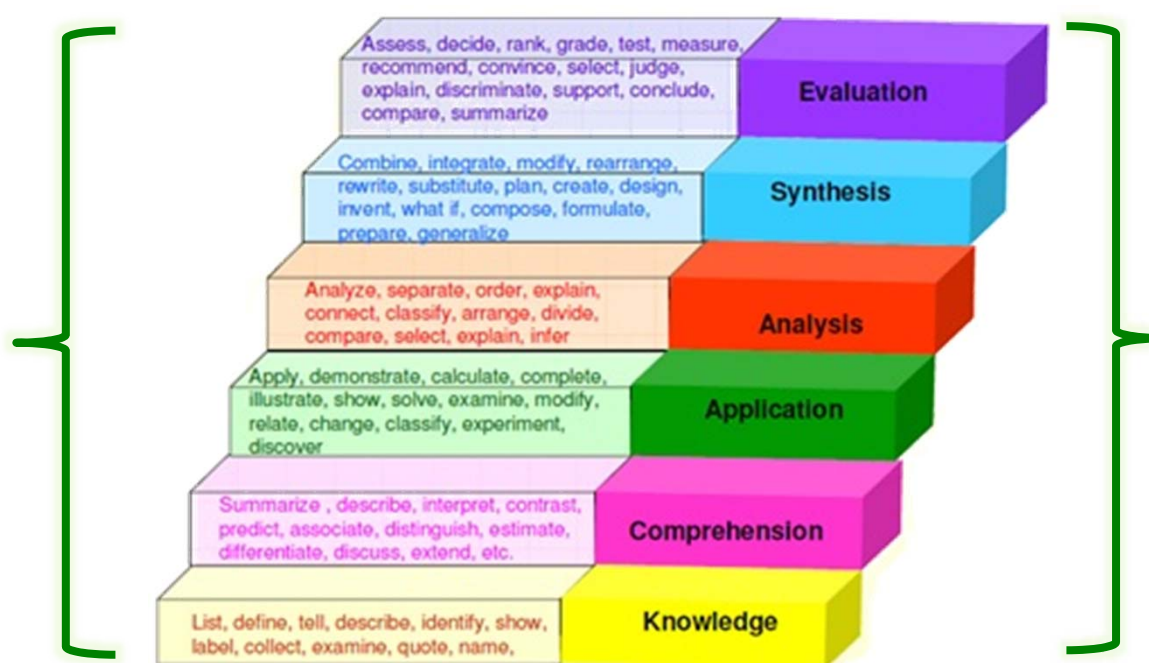 Assess, decide, rank, grade, test, measure,
recommend, convince, select, judge,
explain, discriminate, support, conclude,
compare, summarize
Evaluation
Combine, integrate, modify, rearrange,
rewrite, substitute, plan, create, design,
invent, what if, compose, formulate,
prepare, generalize
Synthesis
Analyze, separate, order, explain,
connect, classify, arrange, divide,
compare, select, explain, infer
Analysis
Apply, demonstrate, calculate, complete,
illustrate, show, solve, examine, modify,
relate, change, classify, experiment,
discover
Application
Summarize , describe, interpret, contrast,
predict, associate, distinguish, estimate,
differentiate, discuss, extend, etc.
Comprehension
List, define, tell, describe, identify, show,
label, collect, examine, quote, name,
Knowledge